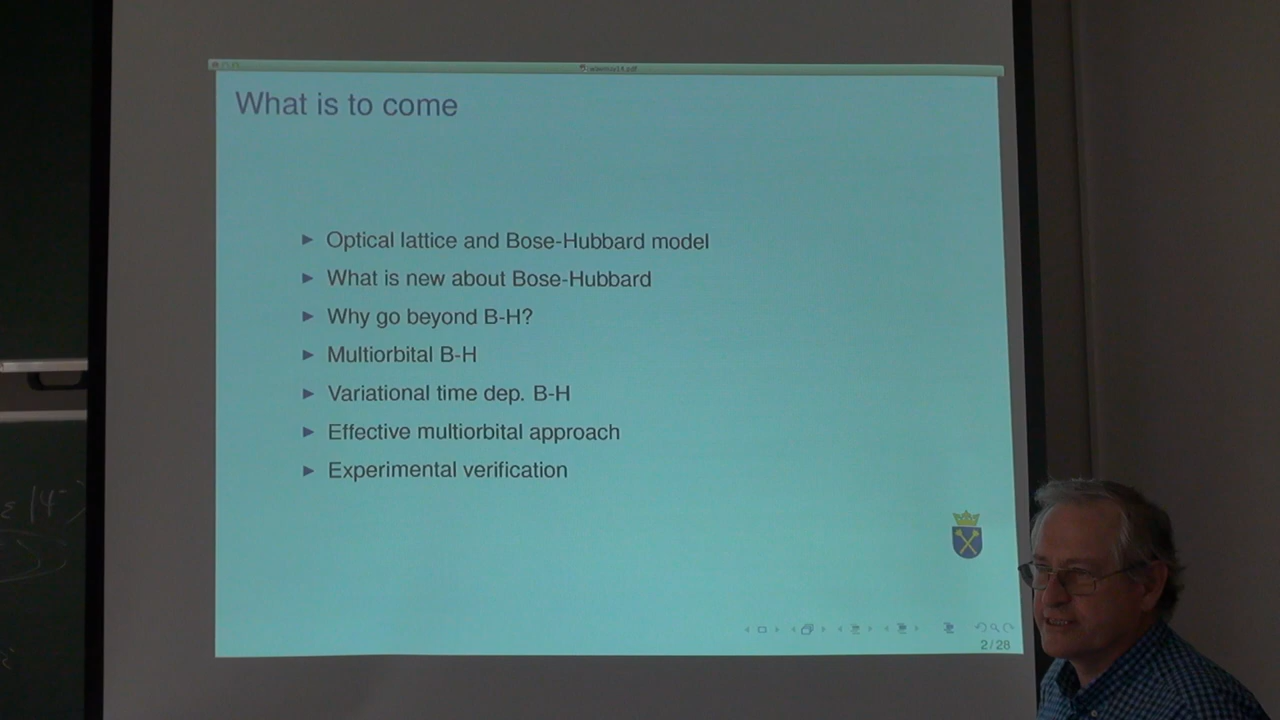 What is to come
Optical lattice and Bose-Hubbard model
What is new about Bose-Hubbard
Why go beyond B-H?
Multiorbital B-H
Variational time dep. B-H
Effective multiorbital approach
Experimental verification
2 / 28